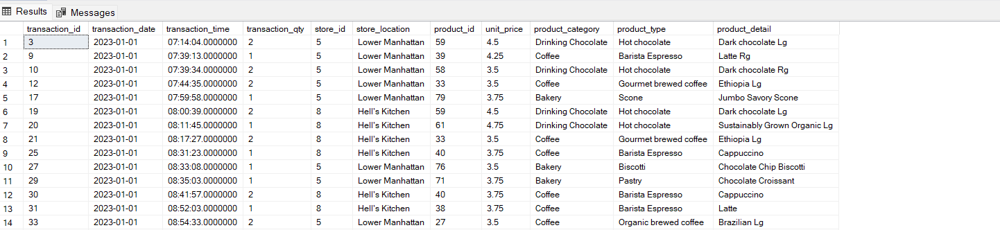 Results Messages
transaction_id transaction_date transaction_time transaction_qty store_id store_location product_id unit_price product_category product_type product_detail
1 3 2023-01-01 07:14:04.0000000 2 5 Lower Manhattan 59 4.5 Drinking Chocolate Hot chocolate Dark chocolate Lg
2 9 2023-01-01 07:39:13.0000000 1 5 Lower Manhattan 39 4.25 Coffee Barista Espresso Latte Rg
3 10 2023-01-01 07:39:34.0000000 2 5 Lower Manhattan 58 3.5 Drinking Chocolate Hot chocolate Dark chocolate Rg
4 12 2023-01-01 07:44:35.0000000 2 5 Lower Manhattan 33 3.5 Coffee Gourmet brewed coffee Ethiopia Lg
5 17 2023-01-01 07:59:58.0000000 1 5 Lower Manhattan 79 3.75 Bakery Scone Jumbo Savory Scone
6 19 2023-01-01 08:00:39.0000000 2 8 Hell's Kitchen 59 4.5 Drinking Chocolate Hot chocolate Dark chocolate Lg
7 20 2023-01-01 08:11:45.0000000 1 8 Hell's Kitchen 61 4.75 Drinking Chocolate Hot chocolate Sustainably Grown Organic Lg
8 21 2023-01-01 08:17:27.0000000 2 8 Hell's Kitchen 33 3.5 Coffee Gourmet brewed coffee Ethiopia Lg
9 25 2023-01-01 08:31:23.0000000 1 8 Hell's Kitchen 40 3.75 Coffee Barista Espresso Cappuccino
10 27 2023-01-01 08:33:08.0000000 1 5 Lower Manhattan 76 3.5 Bakery Biscotti Chocolate Chip Biscotti
11 29 2023-01-01 08:35:03.0000000 1 5 Lower Manhattan 71 3.75 Bakery Pastry Chocolate Croissant
12 30 2023-01-01 08:41:57.0000000 2 8 Hell's Kitchen 40 3.75 Coffee Barista Espresso Cappuccino
13 31 2023-01-01 08:52:03.0000000 1 8 Hell's Kitchen 38 3.75 Coffee Barista Espresso Latte
14 33 2023-01-01 08:54:33.0000000 2 5 Lower Manhattan 27 3.5 Coffee Organic brewed coffee Brazilian Lg